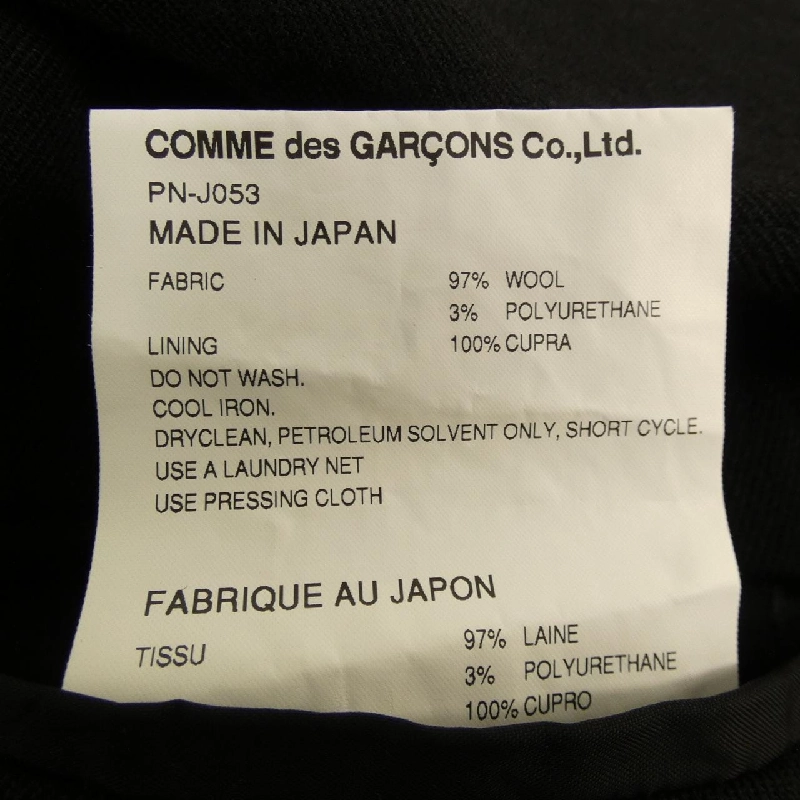 COMME des GARÇONS Co.,Ltd.
PN-J053
MADE IN JAPAN
FABRIC 97% WOOL
3% POLYURETHANE
LINING 100% CUPRA
DO NOT WASH.
COOL IRON.
DRYCLEAN, PETROLEUM SOLVENT ONLY, SHORT CYCLE.
USE A LAUNDRY NET
USE PRESSING CLOTH
FABRIQUE AU JAPON
TISSU 97% LAINE
3% POLYURETHANE
100% CUPRO